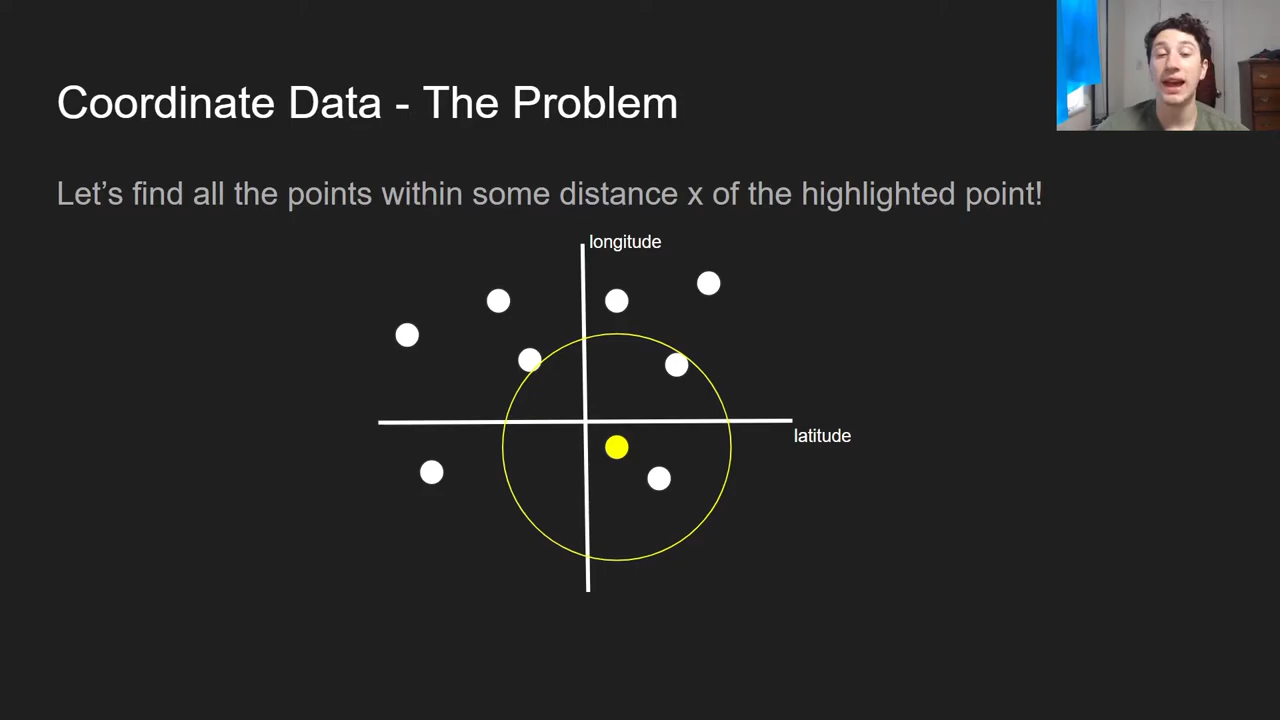 Coordinate Data - The Problem
Let’s find all the points within some distance x of the highlighted point!
longitude
latitude